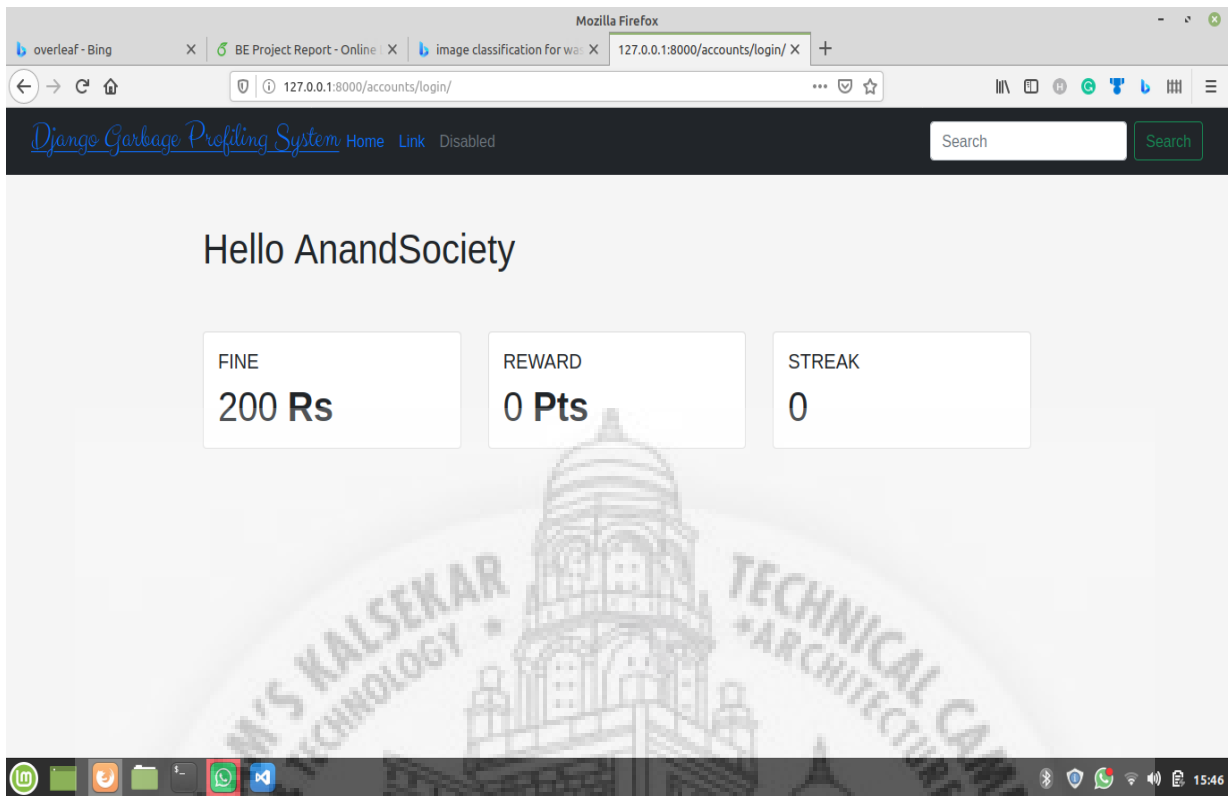 Mozilla Firefox
overleaf - Bing
BE Project Report - Online
image classification for was
127.0.0.1:8000/accounts/login/
127.0.0.1:8000/accounts/login/
Django Garbage Profiling System Home Link Disabled
Search
Search
Hello AnandSociety
FINE
200 Rs
REWARD
0 Pts
STREAK
0
KALSEKAR TECHNICAL
TECHNOLOGY * *ARCHITECTURE
15:46